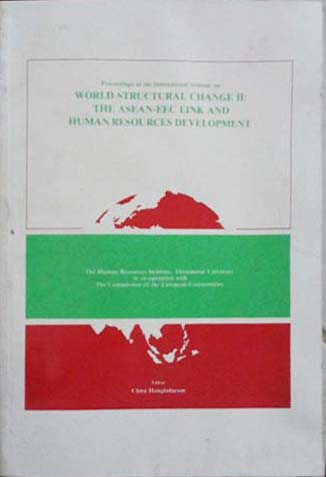 Proceedings of the International Seminar on
WORLD STRUCTURAL CHANGE II:
THE ASEAN-EEC LINK AND
HUMAN RESOURCES DEVELOPMENT
The Human Resources Institute, Thammasat University
in co-operation with
The Commission of the European Communities
Editor
Chira Hongladarom